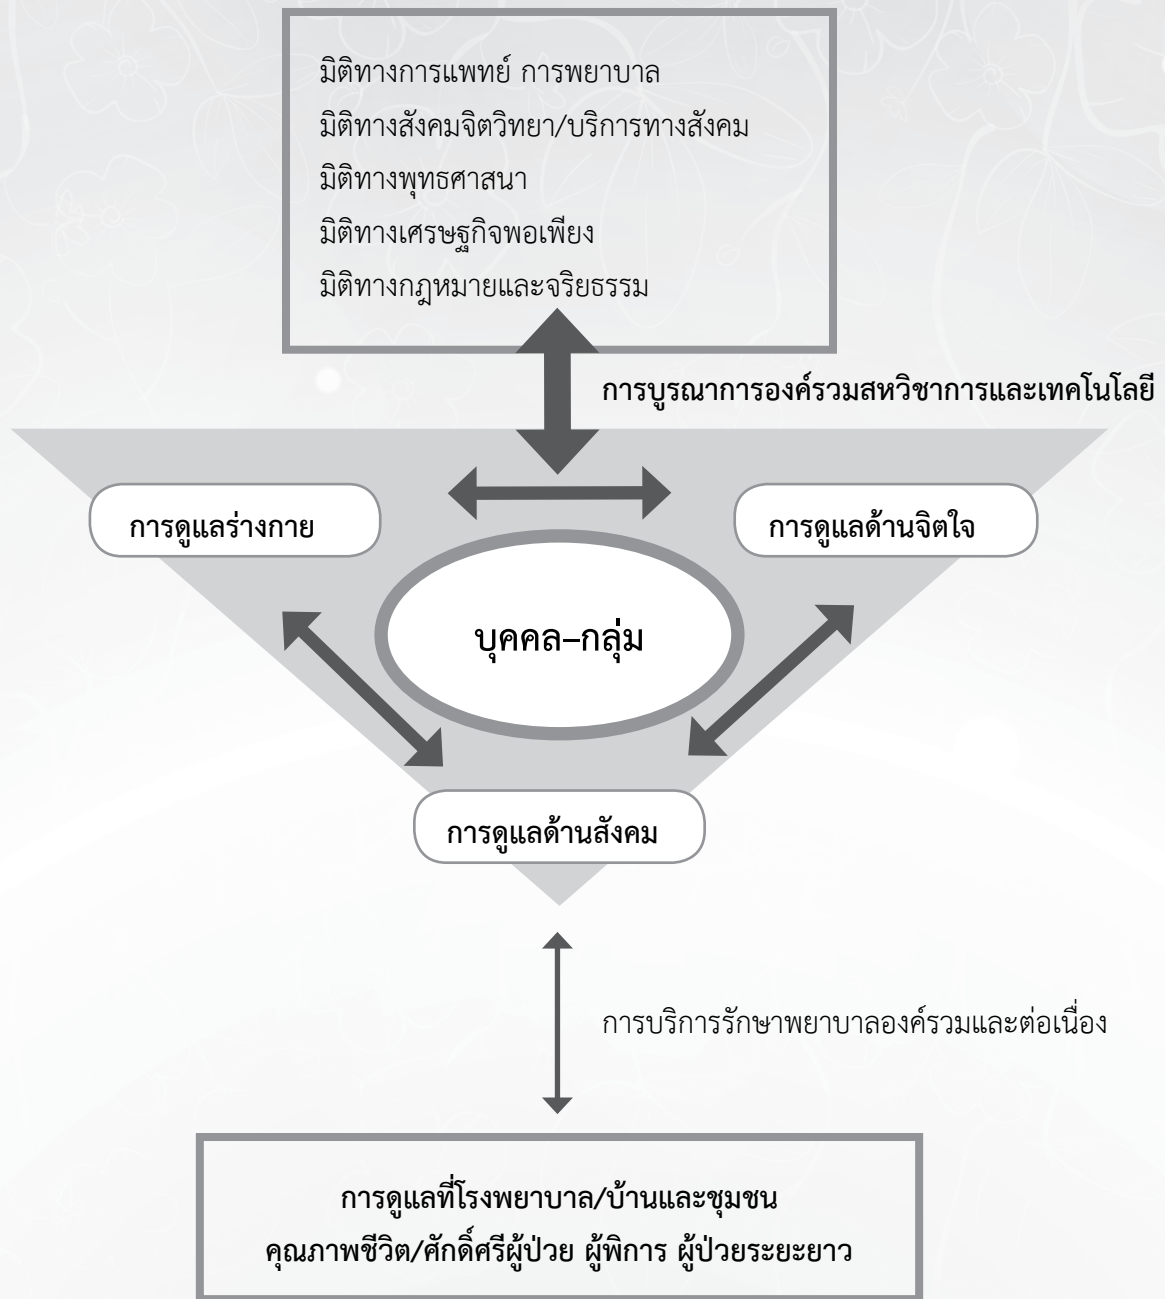 มิติทางการแพทย์ การพยาบาล
มิติทางสังคมจิตวิทยา/บริการทางสังคม
มิติทางพุทธศาสนา
มิติทางเศรษฐกิจพอเพียง
มิติทางกฎหมายและจริยธรรม
การบูรณาการองค์รวมสหวิชาการและเทคโนโลยี
การดูแลร่างกาย
การดูแลด้านจิตใจ
บุคคล–กลุ่ม
การดูแลด้านสังคม
การบริการรักษาพยาบาลองค์รวมและต่อเนื่อง
การดูแลที่โรงพยาบาล/บ้านและชุมชน
คุณภาพชีวิต/ศักดิ์ศรีผู้ป่วย ผู้พิการ ผู้ป่วยระยะยาว